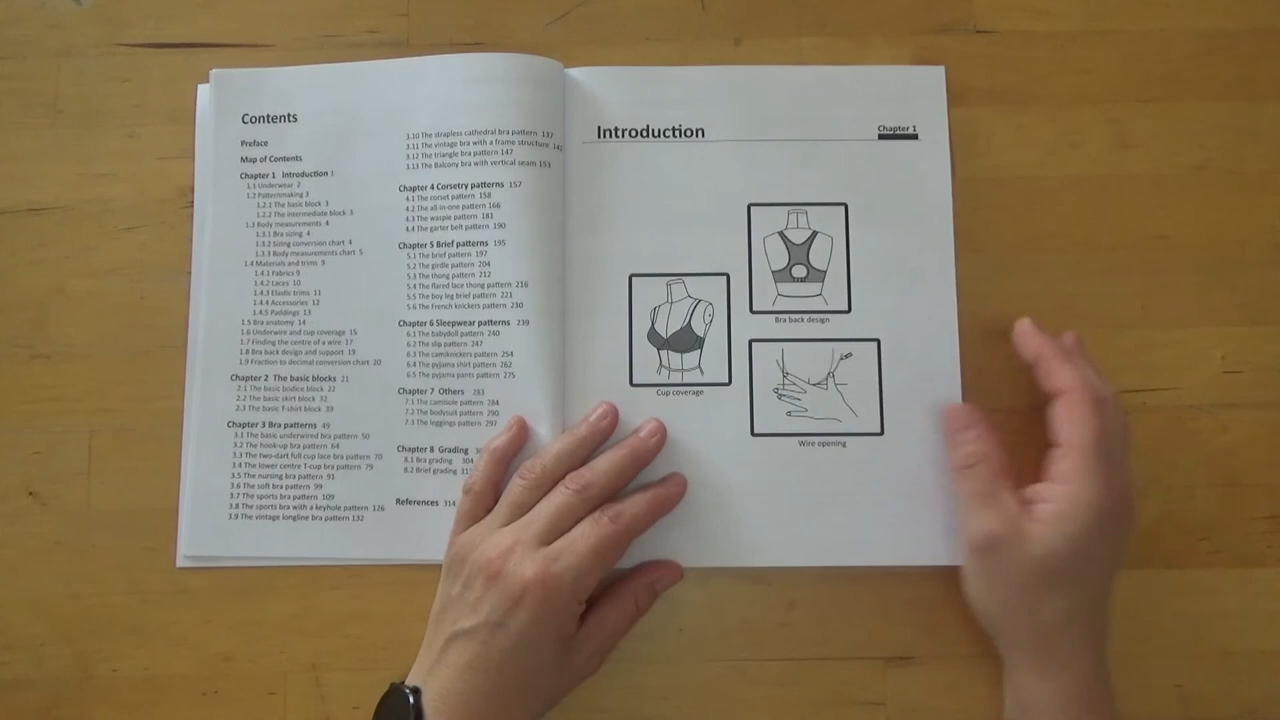 Contents
Preface
Map of Contents
Chapter 1 Introduction 1
1.1 Underwear 2
1.2 Patternmaking 3
1.2.1 The basic block 3
1.2.2 The intermediate block 3
1.3 Body measurements 4
1.3.1 Bra sizing 4
1.3.2 Sizing conversion chart 4
1.3.3 Body measurements chart 5
1.4 Materials and trims 9
1.4.1 Fabrics 9
1.4.2 Laces 10
1.4.3 Elastic trims 11
1.4.4 Accessories 12
1.4.5 Paddings 13
1.5 Bra anatomy 14
1.6 Underwire and cup coverage 15
1.7 Finding the centre of a wire 17
1.8 Bra back design and support 19
1.9 Fraction to decimal conversion chart 20
Chapter 2 The basic blocks 21
2.1 The basic bodice block 22
2.2 The basic skirt block 32
2.3 The basic T-shirt block 39
Chapter 3 Bra patterns 49
3.1 The basic underwired bra pattern 50
3.2 The hook-up bra pattern 64
3.3 The two-dart full cup lace bra pattern 70
3.4 The lower centre T-cup bra pattern 79
3.5 The nursing bra pattern 91
3.6 The soft bra pattern 99
3.7 The sports bra pattern 109
3.8 The sports bra with a keyhole pattern 126
3.9 The vintage longline bra pattern 132
3.10 The strapless cathedral bra pattern 137
3.11 The vintage bra with a frame structure
3.12 The triangle bra pattern 147
3.13 The Balcony bra with vertical seam 153
Chapter 4 Corsetry patterns 157
4.1 The corset pattern 158
4.2 The all-in-one pattern 166
4.3 The waspie pattern 181
4.4 The garter belt pattern 190
Chapter 5 Brief patterns 195
5.1 The brief pattern 197
5.2 The girdle pattern 204
5.3 The thong pattern 212
5.4 The flared lace thong pattern 216
5.5 The boy leg brief pattern 221
5.6 The French knickers pattern 230
Chapter 6 Sleepwear patterns 239
6.1 The babydoll pattern 240
6.2 The slip pattern 247
6.3 The camiknickers pattern 254
6.4 The pyjama shirt pattern 262
6.5 The pyjama pants pattern 275
Chapter 7 Others 283
7.1 The camisole pattern 284
7.2 The bodysuit pattern 290
7.3 The leggings pattern 297
Chapter 8 Grading
8.1 Bra grading 304
8.2 Brief grading
References 314
Introduction
Chapter 1
Bra back design
Cup coverage
Wire opening